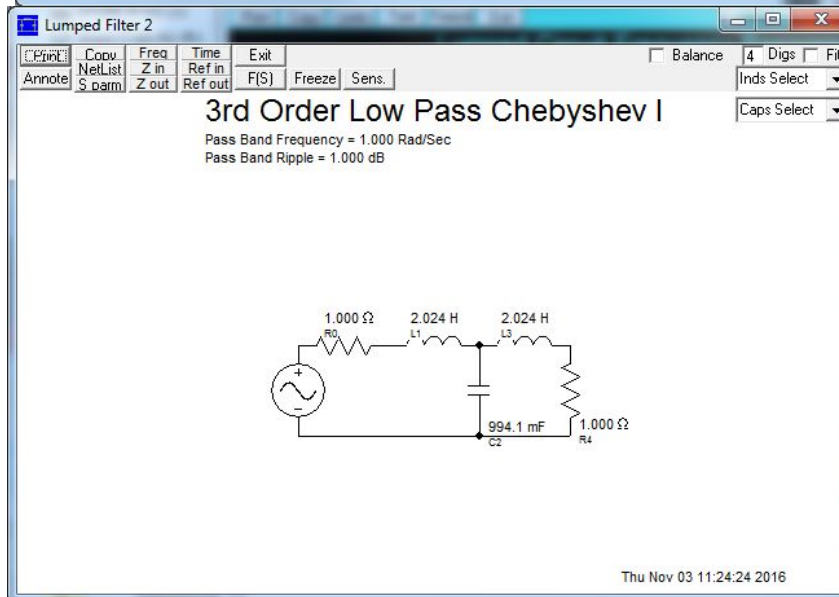 Lumped Filter 2
Print Copy Freq Time Exit Balance 4 Digs
NetList Z in Ref in
Annote S parm Z out Ref out F(S) Freeze Sens. Inds Select
Caps Select
3rd Order Low Pass Chebyshev I
Pass Band Frequency = 1.000 Rad/Sec
Pass Band Ripple = 1.000 dB
1.000 Ω 2.024 H 2.024 H
R0 L1 L3
+
−
994.1 mF 1.000 Ω
C2 R4
Thu Nov 03 11:24:24 2016